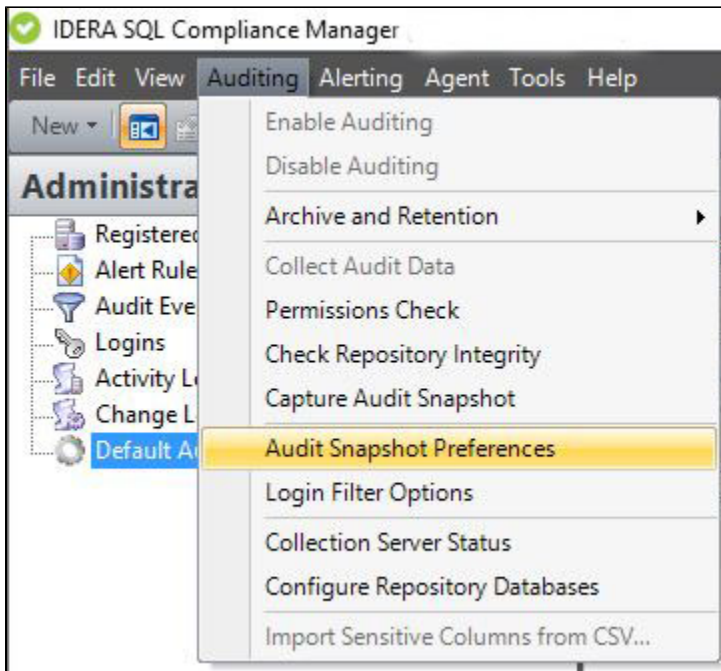 IDERA SQL Compliance Manager
File Edit View Auditing Alerting Agent Tools Help
New
Administra
Registered
Alert Rule
Audit Eve
Logins
Activity L
Change L
Default A
Enable Auditing
Disable Auditing
Archive and Retention
Collect Audit Data
Permissions Check
Check Repository Integrity
Capture Audit Snapshot
Audit Snapshot Preferences
Login Filter Options
Collection Server Status
Configure Repository Databases
Import Sensitive Columns from CSV...